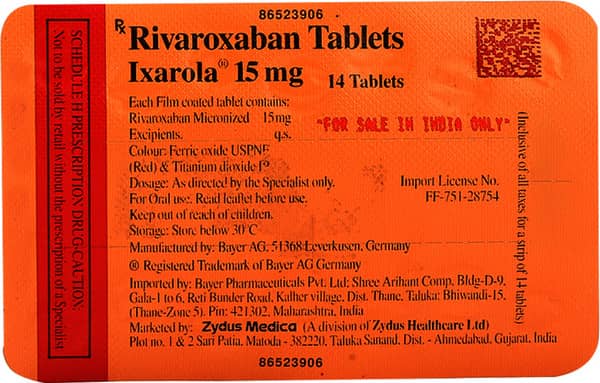 86523906
Rx Rivaroxaban Tablets
Ixarola® 15 mg 14 Tablets
Each Film coated tablet contains:
Rivaroxaban Micronized 15mg
Excipients. q.s.
"FOR SALE IN INDIA ONLY"
Colour: Ferric oxide USPNF
(Red) & Titanium dioxide
Dosage: As directed by the Specialist only.
For Oral use. Read leaflet before use.
Keep out of reach of children.
Storage: Store below 30°C
Import License No.
FF-751-28754
Manufactured by: Bayer AG, 51368 Leverkusen, Germany
® Registered Trademark of Bayer AG Germany
Imported by: Bayer Pharmaceuticals Pvt. Ltd; Shree Arihant Comp, Bldg-D-9,
Gala-1 to 6, Reti Bunder Road, Kalher village, Dist. Thane, Taluka: Bhiwandi-15,
(Thane-Zone 5). Pin: 421302, Maharashtra, India
Marketed by: Zydus Medica (A division of Zydus Healthcare Ltd)
Plot no. 1 & 2 Sari Patia, Matoda - 382220, Taluka Sanand, Dist. - Ahmedabad, Gujarat, India
86523906
SCHEDULE H PRESCRIPTION DRUG-CAUTION
Not to be sold by retail without the prescription of a Specialist
(Inclusive of all taxes for a strip of 14 tablets)